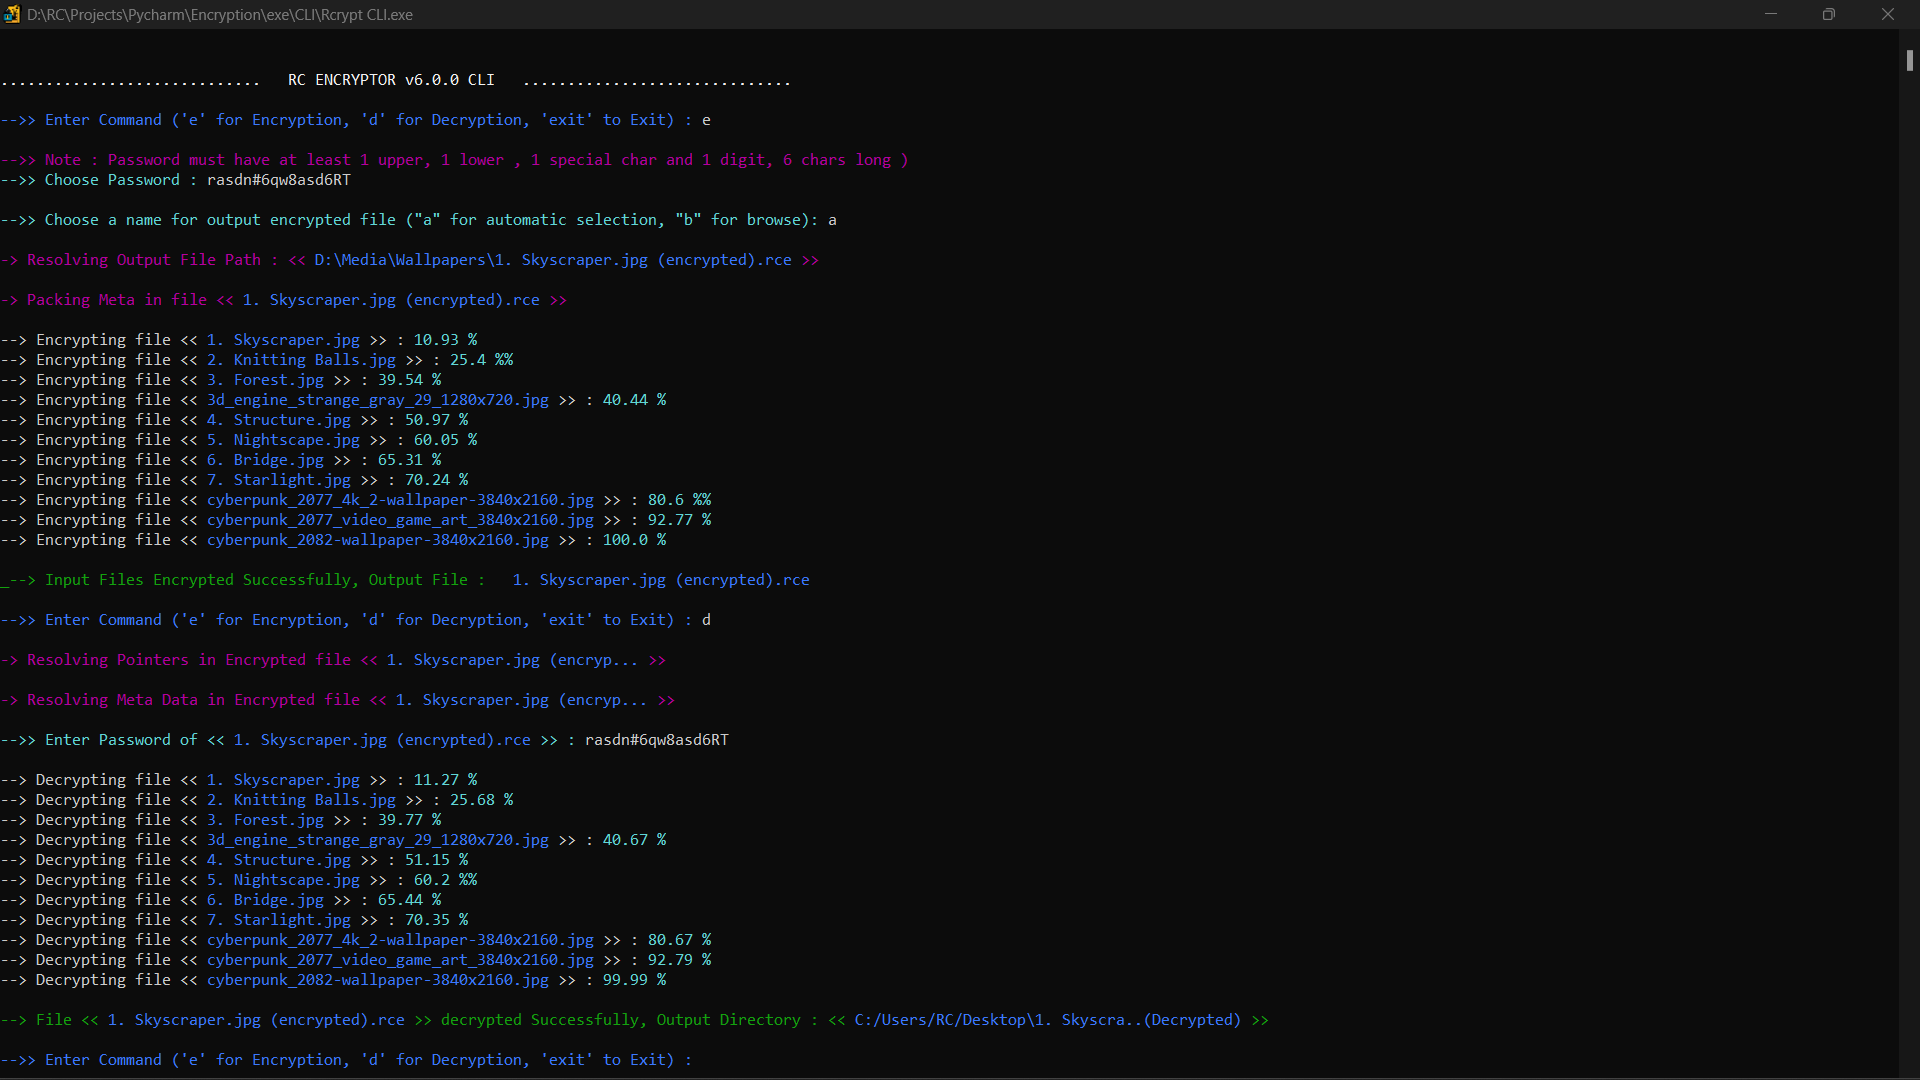 D:\RC\Projects\Pycharm\Encryption\exe\CLI\Rcrypt CLI.exe
............................. RC ENCRYPTOR v6.0.0 CLI ..............................
-->> Enter Command ('e' for Encryption, 'd' for Decryption, 'exit' to Exit) : e
-->> Note : Password must have at least 1 upper, 1 lower , 1 special char and 1 digit, 6 chars long )
-->> Choose Password : rasdn#6qw8asd6RT
-->> Choose a name for output encrypted file ("a" for automatic selection, "b" for browse): a
-> Resolving Output File Path : << D:\Media\Wallpapers\1. Skyscraper.jpg (encrypted).rce >>
-> Packing Meta in file << 1. Skyscraper.jpg (encrypted).rce >>
--> Encrypting file << 1. Skyscraper.jpg >> : 10.93 %
--> Encrypting file << 2. Knitting Balls.jpg >> : 25.4 %%
--> Encrypting file << 3. Forest.jpg >> : 39.54 %
--> Encrypting file << 3d_engine_strange_gray_29_1280x720.jpg >> : 40.44 %
--> Encrypting file << 4. Structure.jpg >> : 50.97 %
--> Encrypting file << 5. Nightscape.jpg >> : 60.05 %
--> Encrypting file << 6. Bridge.jpg >> : 65.31 %
--> Encrypting file << 7. Starlight.jpg >> : 70.24 %
--> Encrypting file << cyberpunk_2077_4k_2-wallpaper-3840x2160.jpg >> : 80.6 %%
--> Encrypting file << cyberpunk_2077_video_game_art_3840x2160.jpg >> : 92.77 %
--> Encrypting file << cyberpunk_2082-wallpaper-3840x2160.jpg >> : 100.0 %
_--> Input Files Encrypted Successfully, Output File :   1. Skyscraper.jpg (encrypted).rce
-->> Enter Command ('e' for Encryption, 'd' for Decryption, 'exit' to Exit) : d
-> Resolving Pointers in Encrypted file << 1. Skyscraper.jpg (encryp... >>
-> Resolving Meta Data in Encrypted file << 1. Skyscraper.jpg (encryp... >>
-->> Enter Password of << 1. Skyscraper.jpg (encrypted).rce >> : rasdn#6qw8asd6RT
--> Decrypting file << 1. Skyscraper.jpg >> : 11.27 %
--> Decrypting file << 2. Knitting Balls.jpg >> : 25.68 %
--> Decrypting file << 3. Forest.jpg >> : 39.77 %
--> Decrypting file << 3d_engine_strange_gray_29_1280x720.jpg >> : 40.67 %
--> Decrypting file << 4. Structure.jpg >> : 51.15 %
--> Decrypting file << 5. Nightscape.jpg >> : 60.2 %%
--> Decrypting file << 6. Bridge.jpg >> : 65.44 %
--> Decrypting file << 7. Starlight.jpg >> : 70.35 %
--> Decrypting file << cyberpunk_2077_4k_2-wallpaper-3840x2160.jpg >> : 80.67 %
--> Decrypting file << cyberpunk_2077_video_game_art_3840x2160.jpg >> : 92.79 %
--> Decrypting file << cyberpunk_2082-wallpaper-3840x2160.jpg >> : 99.99 %
--> File << 1. Skyscraper.jpg (encrypted).rce >> decrypted Successfully, Output Directory : << C:/Users/RC/Desktop\1. Skyscra..(Decrypted) >>
-->> Enter Command ('e' for Encryption, 'd' for Decryption, 'exit' to Exit) :